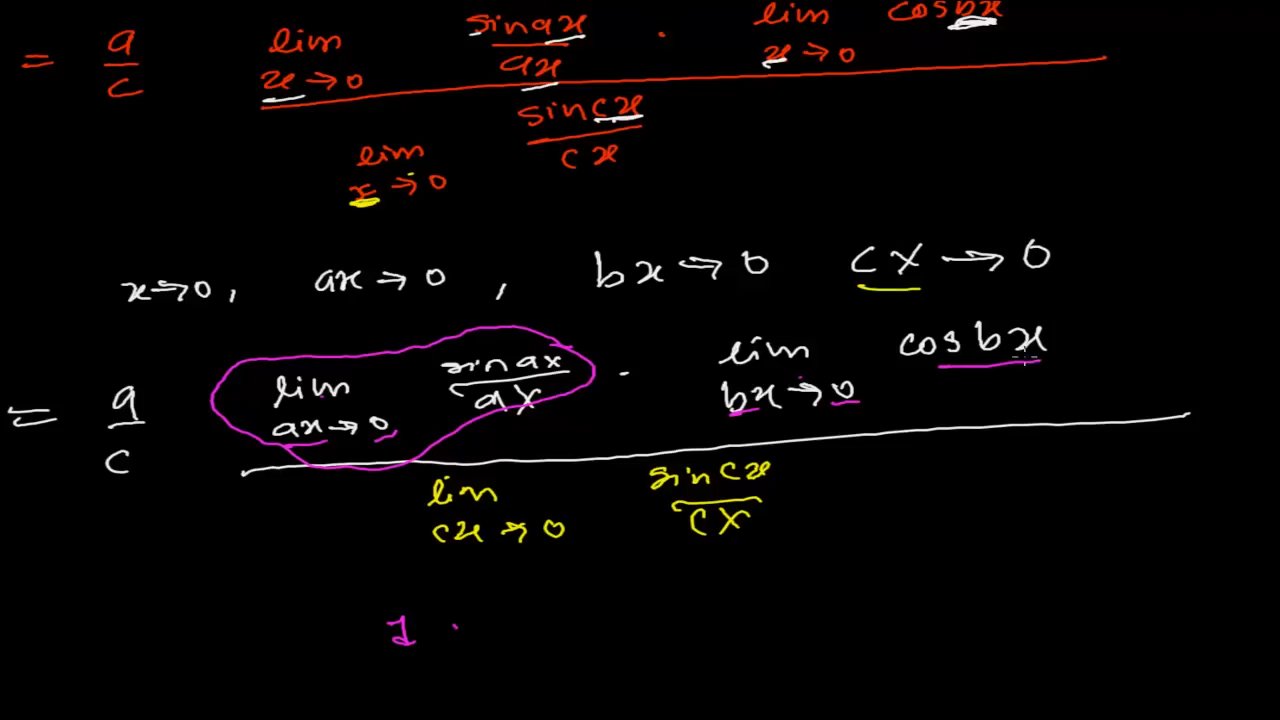 = a/c lim x→0 sinax/ax · lim x→0 cosbx
lim x→0 sincx/cx
x→0, ax→0, bx→0 cx→0
= a/c lim ax→0 sinax/ax · lim bx→0 cosbx
lim cx→0 sincx/cx
1 ·